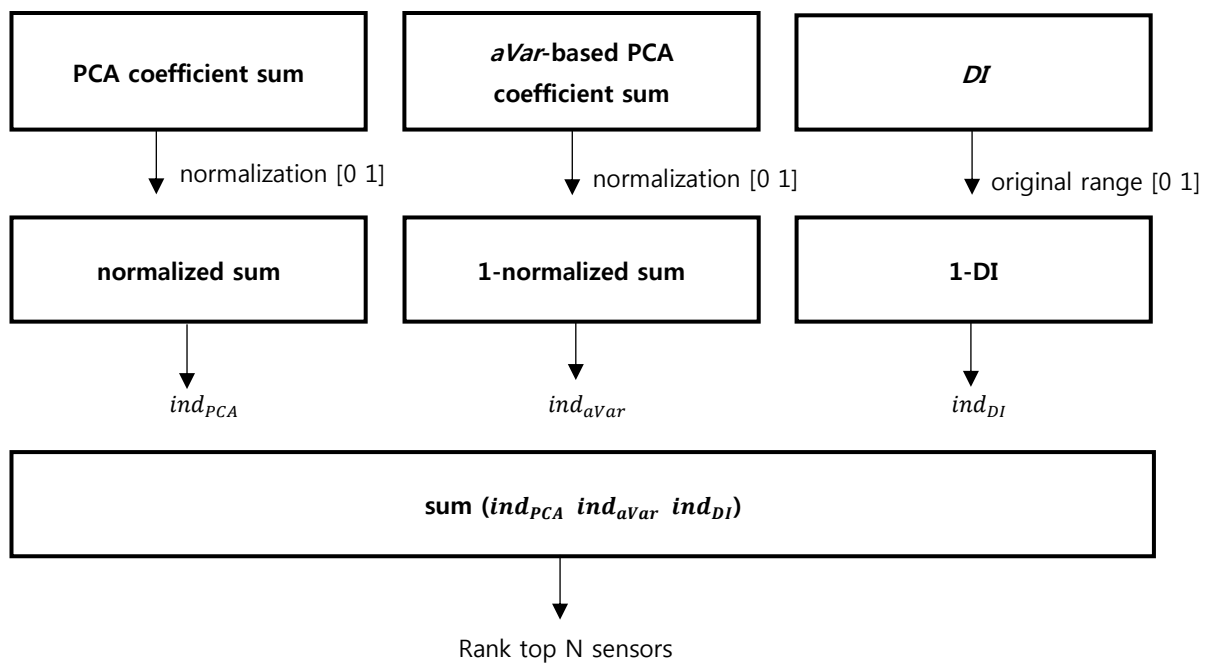 PCA coefficient sum
aVar-based PCA
coefficient sum
DI
normalization [0 1]
normalization [0 1]
original range [0 1]
normalized sum
1-normalized sum
1-DI
ind_PCA
ind_aVar
ind_DI
sum (ind_PCA ind_aVar ind_DI)
Rank top N sensors